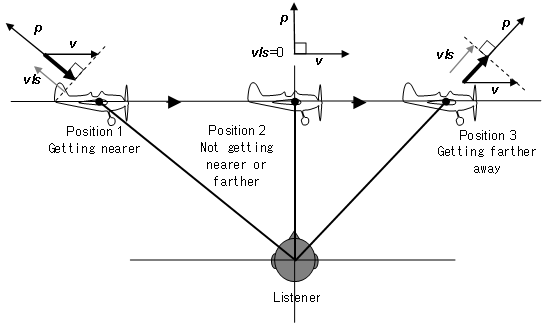 p
v
vls
p
vls=0
v
p
vls
v
Position 1
Getting nearer
Position 2
Not getting
nearer or
farther
Position 3
Getting farther
away
Listener